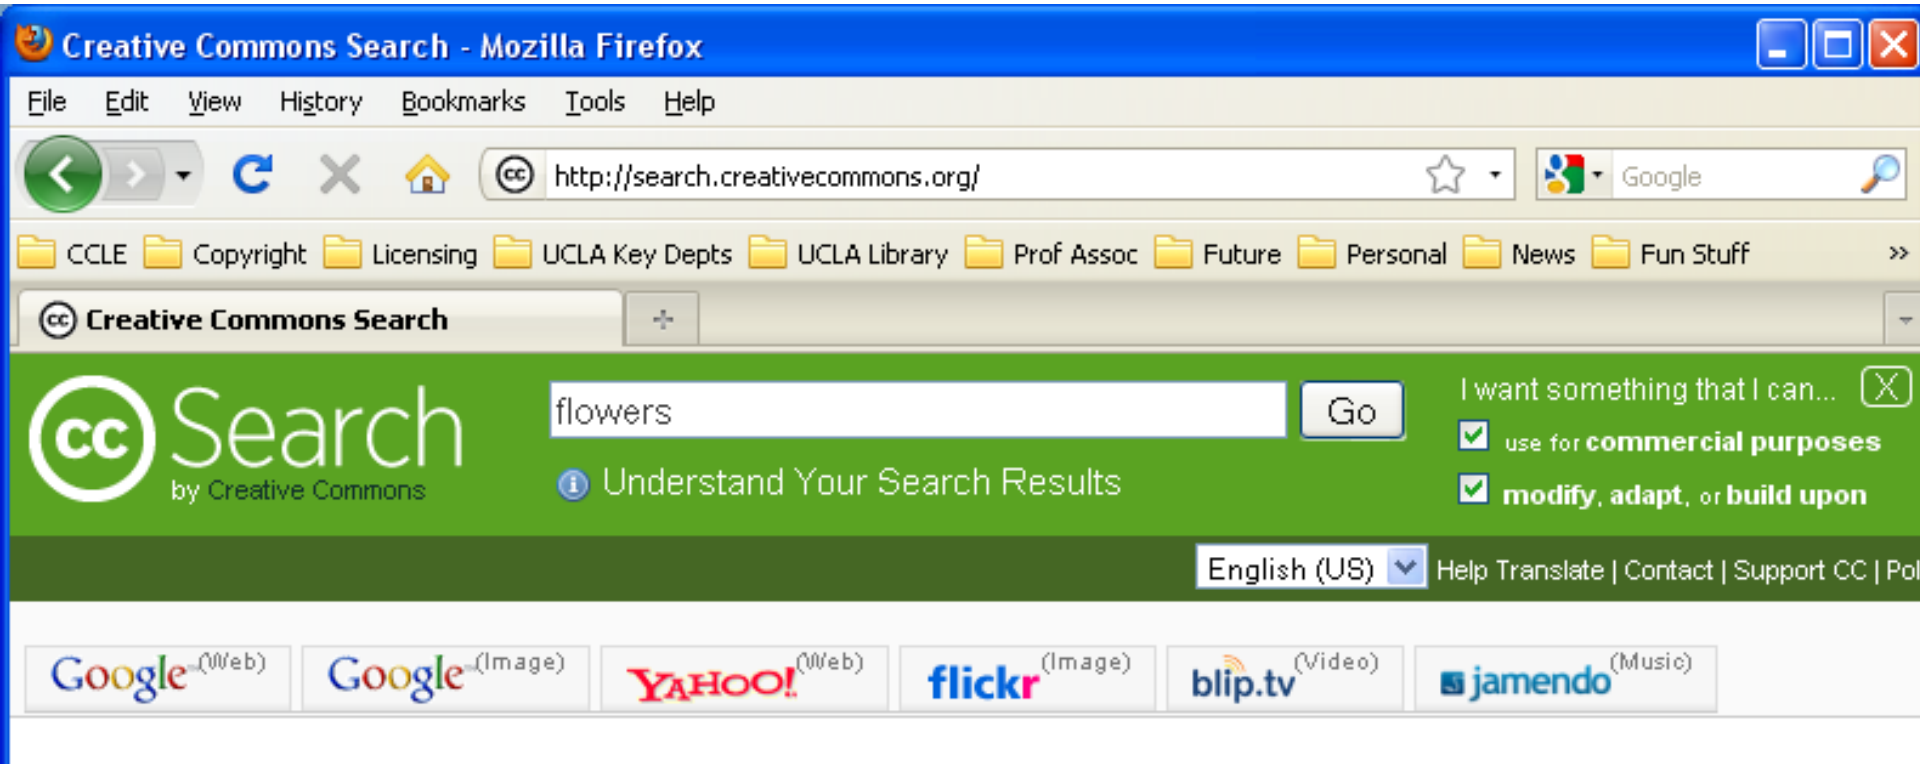 Creative Commons Search - Mozilla Firefox
File Edit View History Bookmarks Tools Help
cc http://search.creativecommons.org/ Google
CCLE Copyright Licensing UCLA Key Depts UCLA Library Prof Assoc Future Personal News Fun Stuff »
cc Creative Commons Search
cc Search
by Creative Commons
flowers Go
Understand Your Search Results
I want something that I can... X
use for commercial purposes
modify, adapt, or build upon
English (US) Help Translate | Contact | Support CC | Pol
Google (Web) Google (Image) YAHOO! (Web) flickr (Image) blip.tv (Video) jamendo (Music)